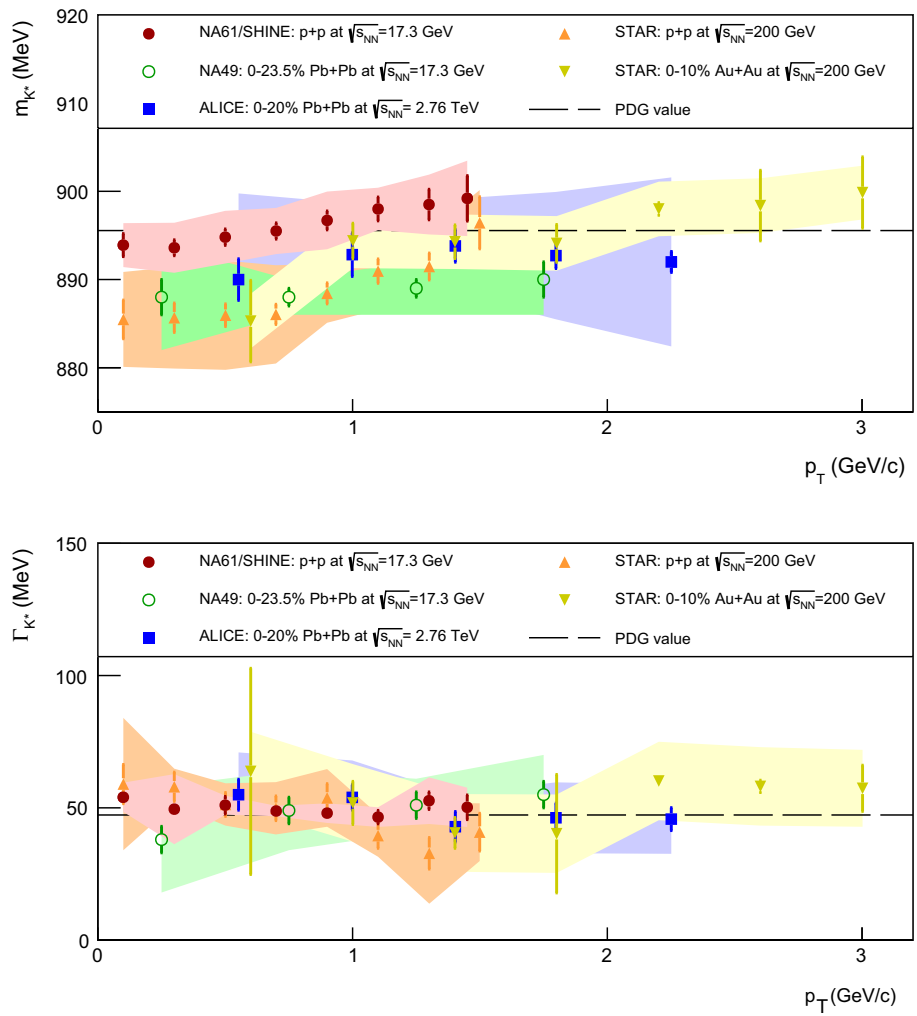 m_K* (MeV)
920
910
900
890
880
NA61/SHINE: p+p at √s_NN=17.3 GeV
STAR: p+p at √s_NN=200 GeV
NA49: 0-23.5% Pb+Pb at √s_NN=17.3 GeV
STAR: 0-10% Au+Au at √s_NN=200 GeV
ALICE: 0-20% Pb+Pb at √s_NN= 2.76 TeV
PDG value
0 1 2 3
p_T (GeV/c)
Γ_K* (MeV)
150
100
50
0
NA61/SHINE: p+p at √s_NN=17.3 GeV
STAR: p+p at √s_NN=200 GeV
NA49: 0-23.5% Pb+Pb at √s_NN=17.3 GeV
STAR: 0-10% Au+Au at √s_NN=200 GeV
ALICE: 0-20% Pb+Pb at √s_NN= 2.76 TeV
PDG value
0 1 2 3
p_T (GeV/c)